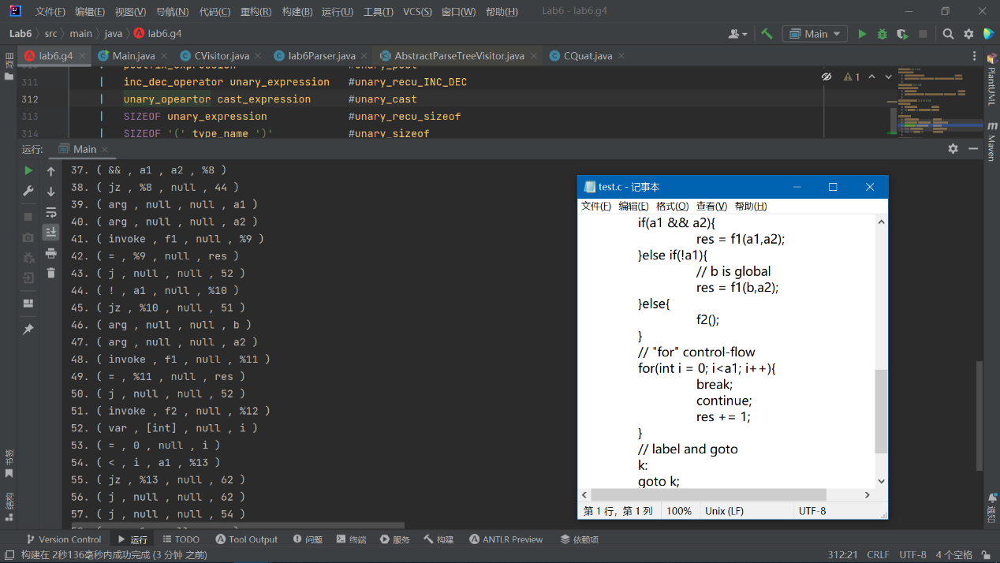 文件(F) 编辑(E) 视图(V) 导航(N) 代码(C) 重构(R) 构建(B) 运行(U) 工具(T) VCS(S) 窗口(W) 帮助(H) Lab6 - lab6.g4
Lab6 src main java lab6.g4 Main
项目 lab6.g4 Main.java CVisitor.java lab6Parser.java AbstractParseTreeVisitor.java CQuat.java
311 | inc_dec_operator unary_expression #unary_recu_INC_DEC 1
312 | unary_opeartor cast_expression #unary_cast
313 | SIZEOF unary_expression #unary_recu_sizeof
314 | SIZEOF '(' type_name ')' #unary_sizeof
PlantUML
Maven
通知
书签
结构
运行: Main
37. ( && , a1 , a2 , %8 )
38. ( jz , %8 , null , 44 )
39. ( arg , null , null , a1 )
40. ( arg , null , null , a2 )
41. ( invoke , f1 , null , %9 )
42. ( = , %9 , null , res )
43. ( j , null , null , 52 )
44. ( ! , a1 , null , %10 )
45. ( jz , %10 , null , 51 )
46. ( arg , null , null , b )
47. ( arg , null , null , a2 )
48. ( invoke , f1 , null , %11 )
49. ( = , %11 , null , res )
50. ( j , null , null , 52 )
51. ( invoke , f2 , null , %12 )
52. ( var , [int] , null , i )
53. ( = , 0 , null , i )
54. ( < , i , a1 , %13 )
55. ( jz , %13 , null , 62 )
56. ( j , null , null , 62 )
57. ( j , null , null , 54 )
test.c - 记事本
文件(F) 编辑(E) 格式(O) 查看(V) 帮助(H)
if(a1 && a2){
res = f1(a1,a2);
}else if(!a1){
// b is global
res = f1(b,a2);
}else{
f2();
}
// "for" control-flow
for(int i = 0; i<a1; i++){
break;
continue;
res += 1;
}
// label and goto
k:
goto k;
第 1 行，第 1 列 100% Unix (LF) UTF-8
Version Control 运行 TODO Tool Output 问题 终端 服务 构建 ANTLR Preview 依赖项
构建在 2秒136毫秒内成功完成 (3 分钟 之前) 312:21 CRLF UTF-8 4 个空格